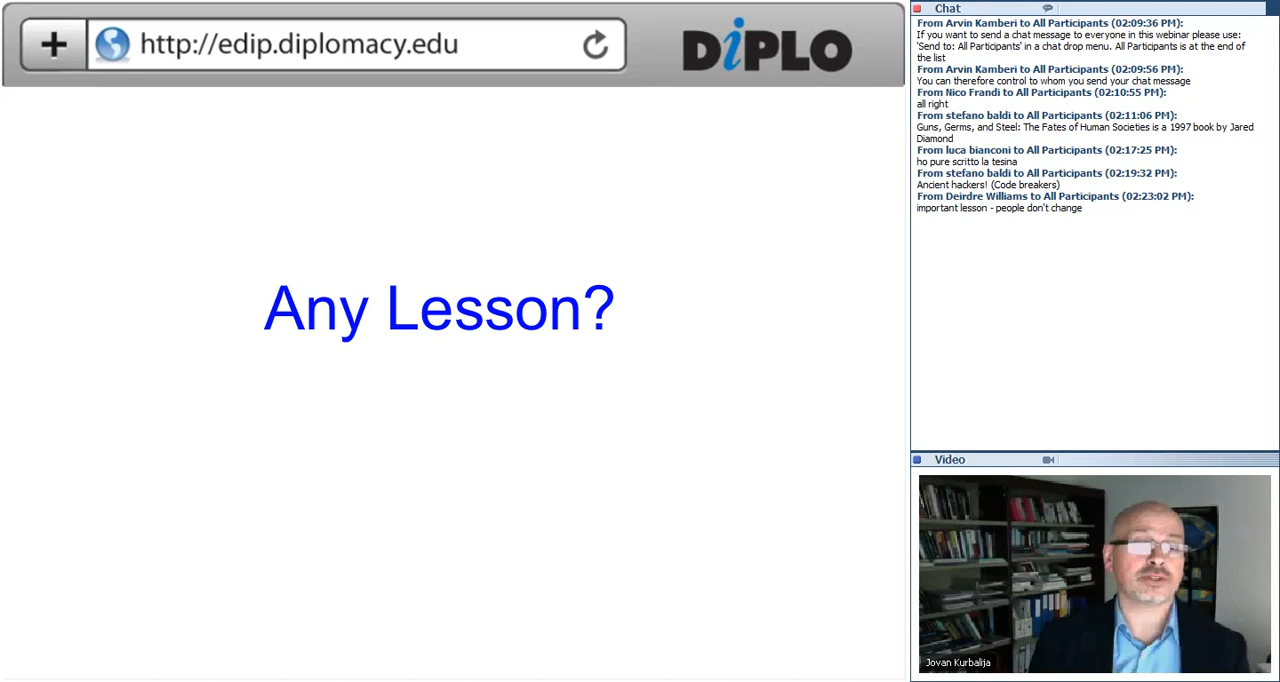 http://edip.diplomacy.edu
DiPLO
Any Lesson?
Chat
From Arvin Kamberi to All Participants (02:09:36 PM):
If you want to send a chat message to everyone in this webinar please use:
'Send to: All Participants' in a chat drop menu. All Participants is at the end of
the list
From Arvin Kamberi to All Participants (02:09:56 PM):
You can therefore control to whom you send your chat message
From Nico Frandi to All Participants (02:10:55 PM):
all right
From stefano baldi to All Participants (02:11:06 PM):
Guns, Germs, and Steel: The Fates of Human Societies is a 1997 book by Jared
Diamond
From luca bianconi to All Participants (02:17:25 PM):
ho pure scritto la tesina
From stefano baldi to All Participants (02:19:32 PM):
Ancient hackers! (Code breakers)
From Deirdre Williams to All Participants (02:23:02 PM):
important lesson - people don't change
Video
Jovan Kurbalija